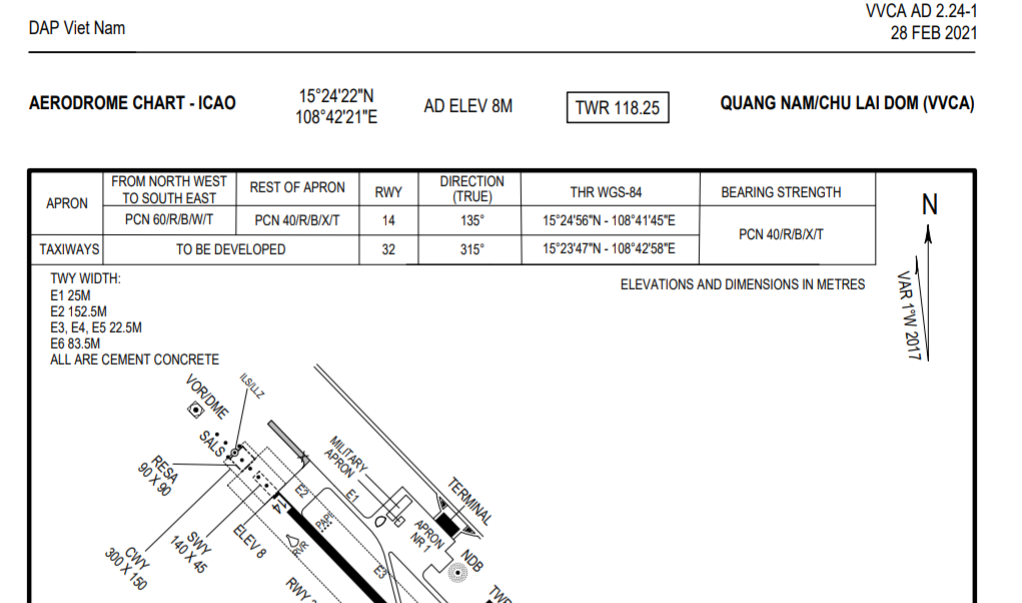 DAP Viet Nam
VVCA AD 2.24-1
28 FEB 2021
AERODROME CHART - ICAO
15°24'22"N
108°42'21"E
AD ELEV 8M
TWR 118.25
QUANG NAM/CHU LAI DOM (VVCA)
APRON
FROM NORTH WEST
TO SOUTH EAST
REST OF APRON
RWY
DIRECTION
(TRUE)
THR WGS-84
BEARING STRENGTH
PCN 60/R/B/W/T
PCN 40/R/B/X/T
14
135°
15°24'56"N - 108°41'45"E
PCN 40/R/B/X/T
TAXIWAYS
TO BE DEVELOPED
32
315°
15°23'47"N - 108°42'58"E
N
VAR 1°W 2017
TWY WIDTH:
E1 25M
E2 152.5M
E3, E4, E5 22.5M
E6 83.5M
ALL ARE CEMENT CONCRETE
ELEVATIONS AND DIMENSIONS IN METRES
VOR/DME
ILS/LLZ
SALS
RESA
90 X 90
MILITARY
APRON
TERMINAL
E2
E1
14
PAPI
APRON
NR 1
NDB
ELEV 8
RVR
E3
SWY
140 X 45
CWY
300 X 150
RWY
TWR